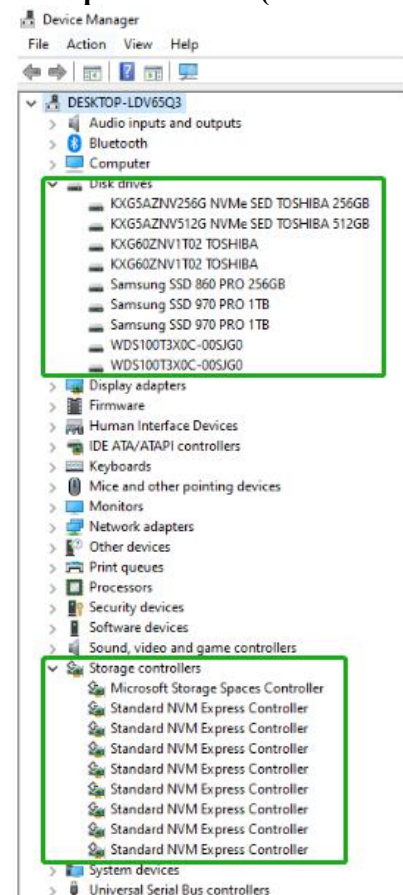 Device Manager
File Action View Help
DESKTOP-LDV65Q3
Audio inputs and outputs
Bluetooth
Computer
Disk drives
KXG5AZNV256G NVMe SED TOSHIBA 256GB
KXG5AZNV512G NVMe SED TOSHIBA 512GB
KXG60ZNV1T02 TOSHIBA
KXG60ZNV1T02 TOSHIBA
Samsung SSD 860 PRO 256GB
Samsung SSD 970 PRO 1TB
Samsung SSD 970 PRO 1TB
WDS100T3X0C-00SJG0
WDS100T3X0C-00SJG0
Display adapters
Firmware
Human Interface Devices
IDE ATA/ATAPI controllers
Keyboards
Mice and other pointing devices
Monitors
Network adapters
Other devices
Print queues
Processors
Security devices
Software devices
Sound, video and game controllers
Storage controllers
Microsoft Storage Spaces Controller
Standard NVM Express Controller
Standard NVM Express Controller
Standard NVM Express Controller
Standard NVM Express Controller
Standard NVM Express Controller
Standard NVM Express Controller
Standard NVM Express Controller
Standard NVM Express Controller
System devices
Universal Serial Bus controllers